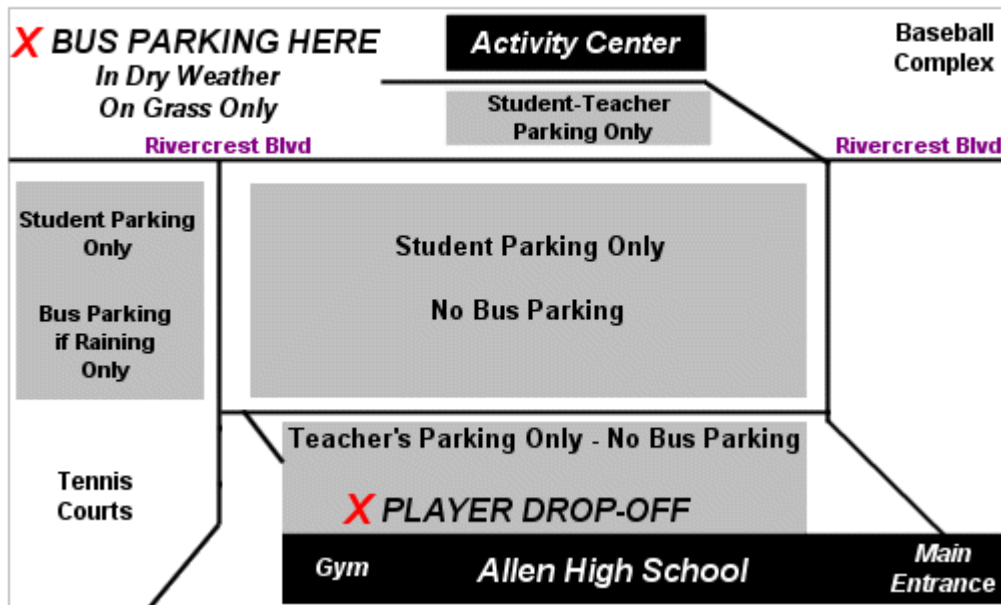 X BUS PARKING HERE
In Dry Weather
On Grass Only
Activity Center
Baseball
Complex
Student-Teacher
Parking Only
Rivercrest Blvd
Rivercrest Blvd
Student Parking
Only
Bus Parking
if Raining
Only
Student Parking Only
No Bus Parking
Teacher's Parking Only - No Bus Parking
Tennis
Courts
X PLAYER DROP-OFF
Gym
Allen High School
Main
Entrance